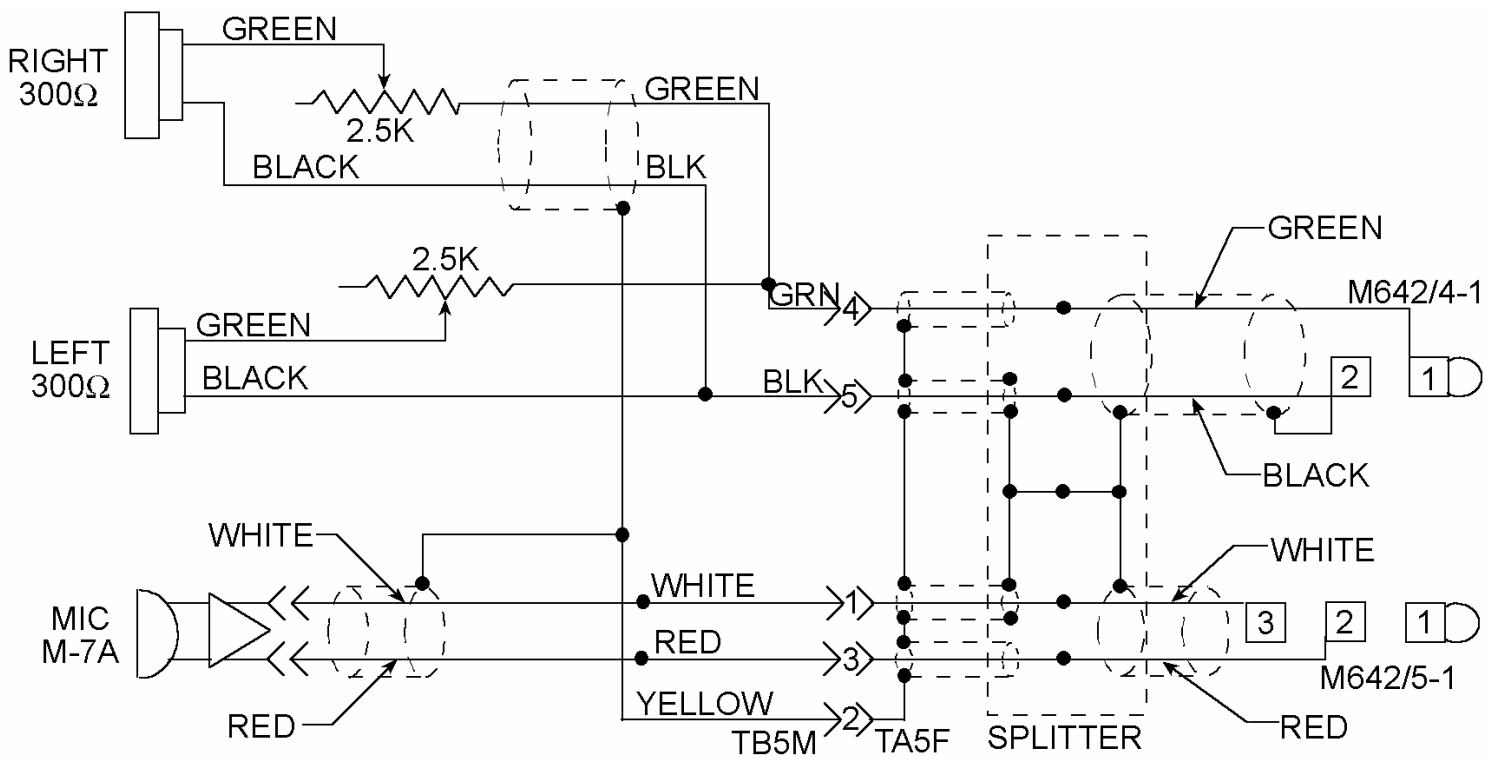 GREEN
RIGHT
300Ω
2.5K
GREEN
BLACK
BLK
2.5K
GREEN
GRN
4
M642/4-1
GREEN
LEFT
300Ω
BLACK
BLK
5
2
1
BLACK
WHITE
WHITE
WHITE
MIC
M-7A
1
3
2
1
RED
3
M642/5-1
RED
YELLOW
2
RED
TB5M
TA5F
SPLITTER